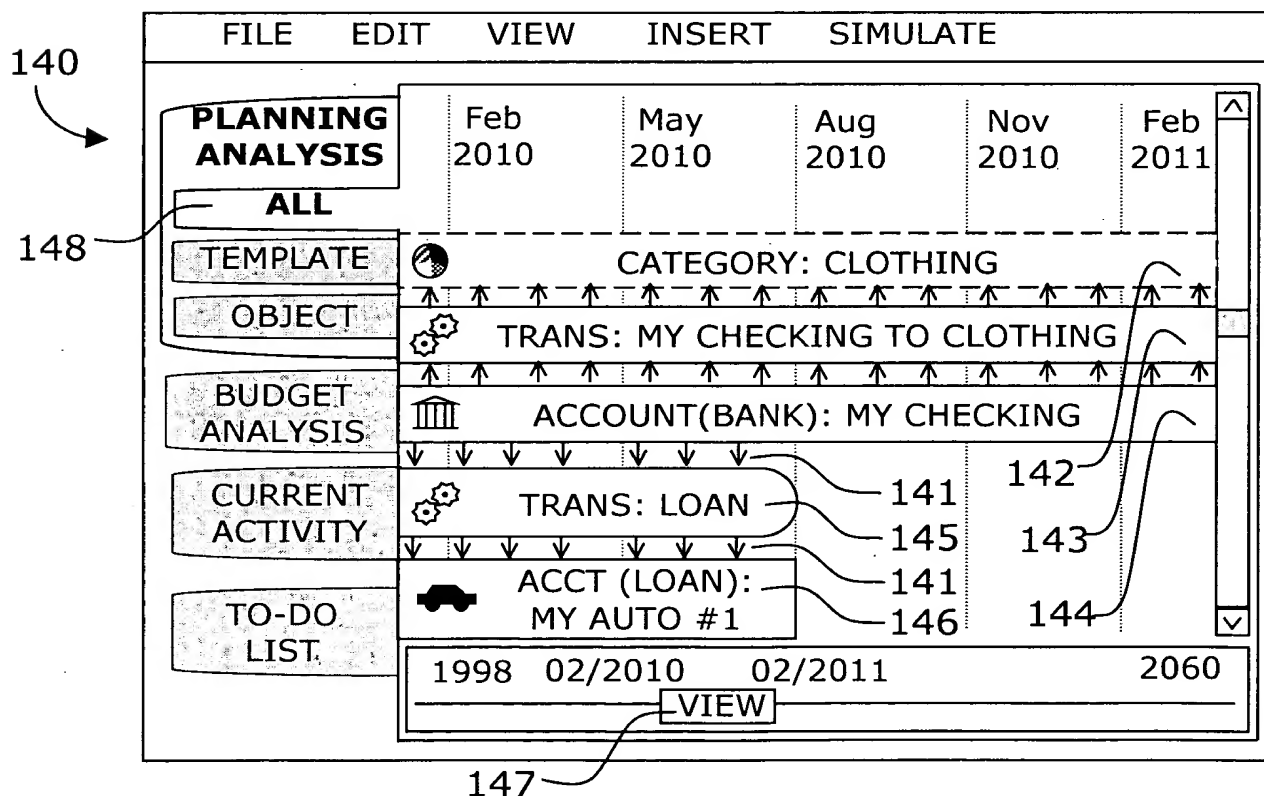 FILE EDIT VIEW INSERT SIMULATE
140
PLANNING
ANALYSIS
ALL
148
TEMPLATE
OBJECT
BUDGET
ANALYSIS
CURRENT
ACTIVITY
TO-DO
LIST
Feb
2010
May
2010
Aug
2010
Nov
2010
Feb
2011
CATEGORY: CLOTHING
TRANS: MY CHECKING TO CLOTHING
ACCOUNT(BANK): MY CHECKING
TRANS: LOAN
ACCT (LOAN):
MY AUTO #1
141
145
141
146
142
143
144
1998 02/2010 02/2011 2060
VIEW
147